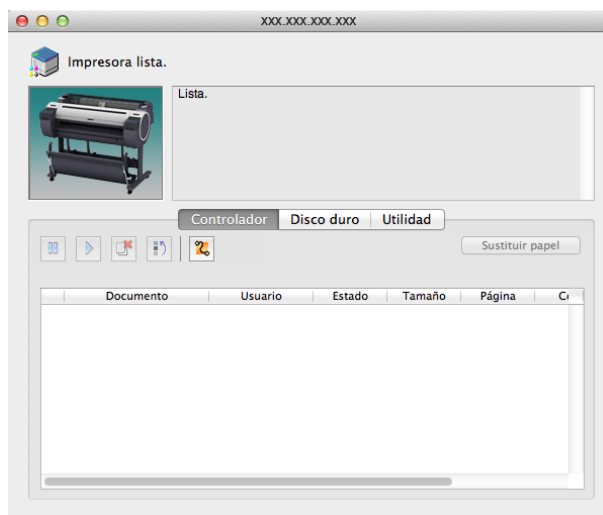 xxx.xxx.xxx.xxx
Impresora lista.
Lista.
Controlador Disco duro Utilidad
Sustituir papel
Documento Usuario Estado Tamaño Página